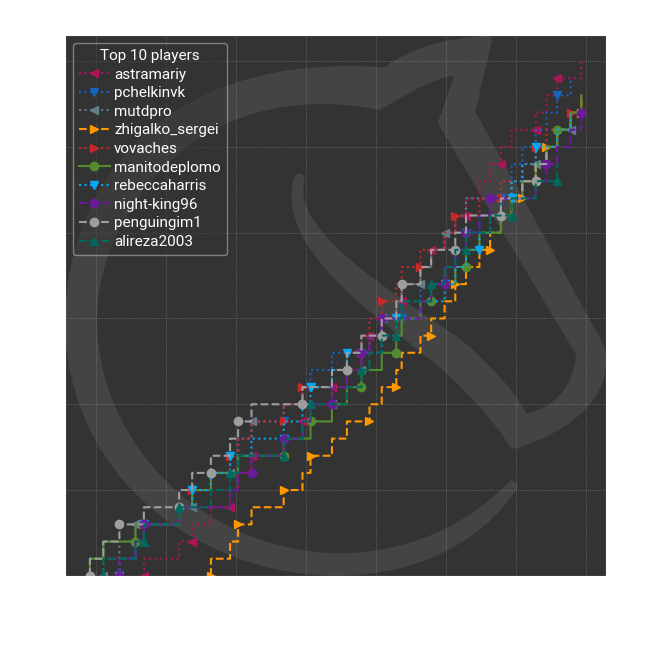 Top 10 players
astramariy
pchelkinvk
mutdpro
zhigalko_sergei
vovaches
manitodeplomo
rebeccaharris
night-king96
penguingim1
alireza2003